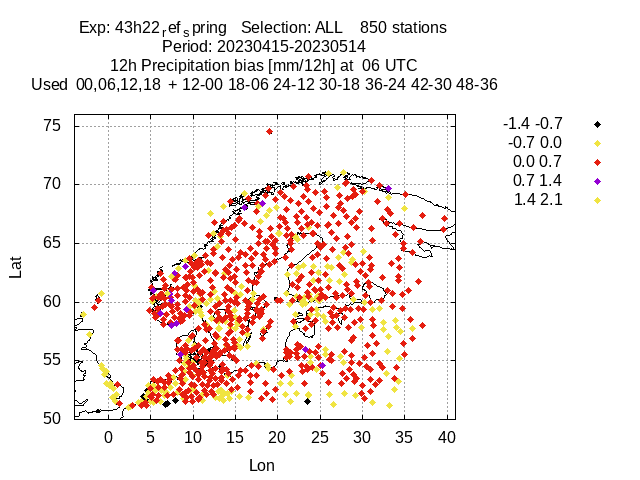 Exp: 43h22refspring   Selection: ALL    850 stations
Period: 20230415-20230514
12h Precipitation bias [mm/12h] at  06 UTC
Used  00,06,12,18  + 12-00 18-06 24-12 30-18 36-24 42-30 48-36
-1.4 -0.7
-0.7 0.0
0.0 0.7
0.7 1.4
1.4 2.1
75
70
65
60
55
50
Lat
0 5 10 15 20 25 30 35 40
Lon